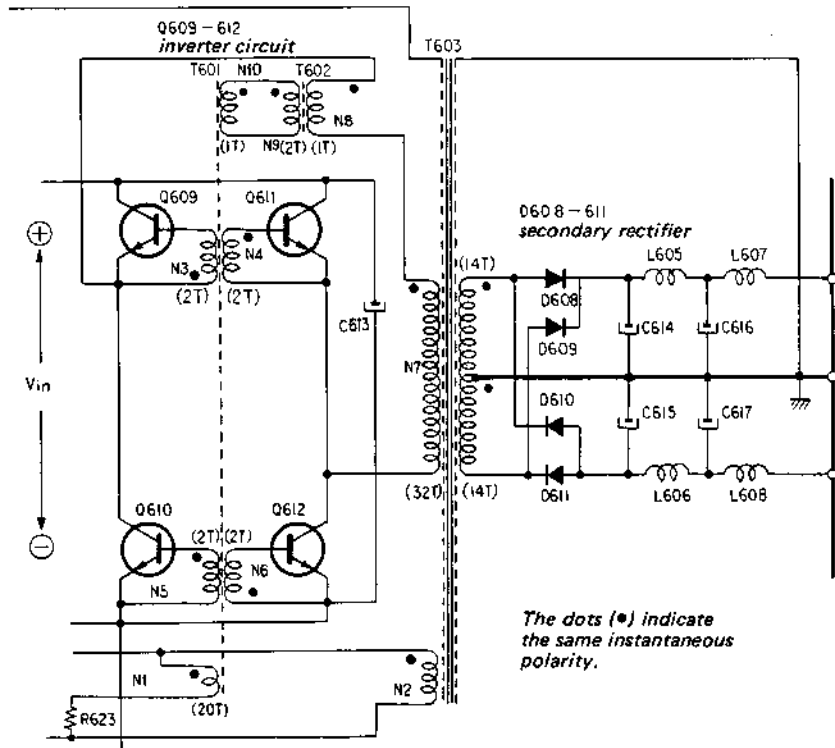 Q609-612
inverter circuit
T603
T601
N10
T602
N8
(1T)
N9
(2T)
(1T)
Q609
Q611
D608-611
secondary rectifier
N3
N4
(2T)
(2T)
C613
Vin
(14T)
L605
L607
D608
C614
C616
D609
N7
D610
C615
C617
(32T)
(14T)
D611
L606
L608
Q610
(2T)
(2T)
Q612
N5
N6
The dots (●) indicate
the same instantaneous
polarity.
N1
(20T)
N2
R623